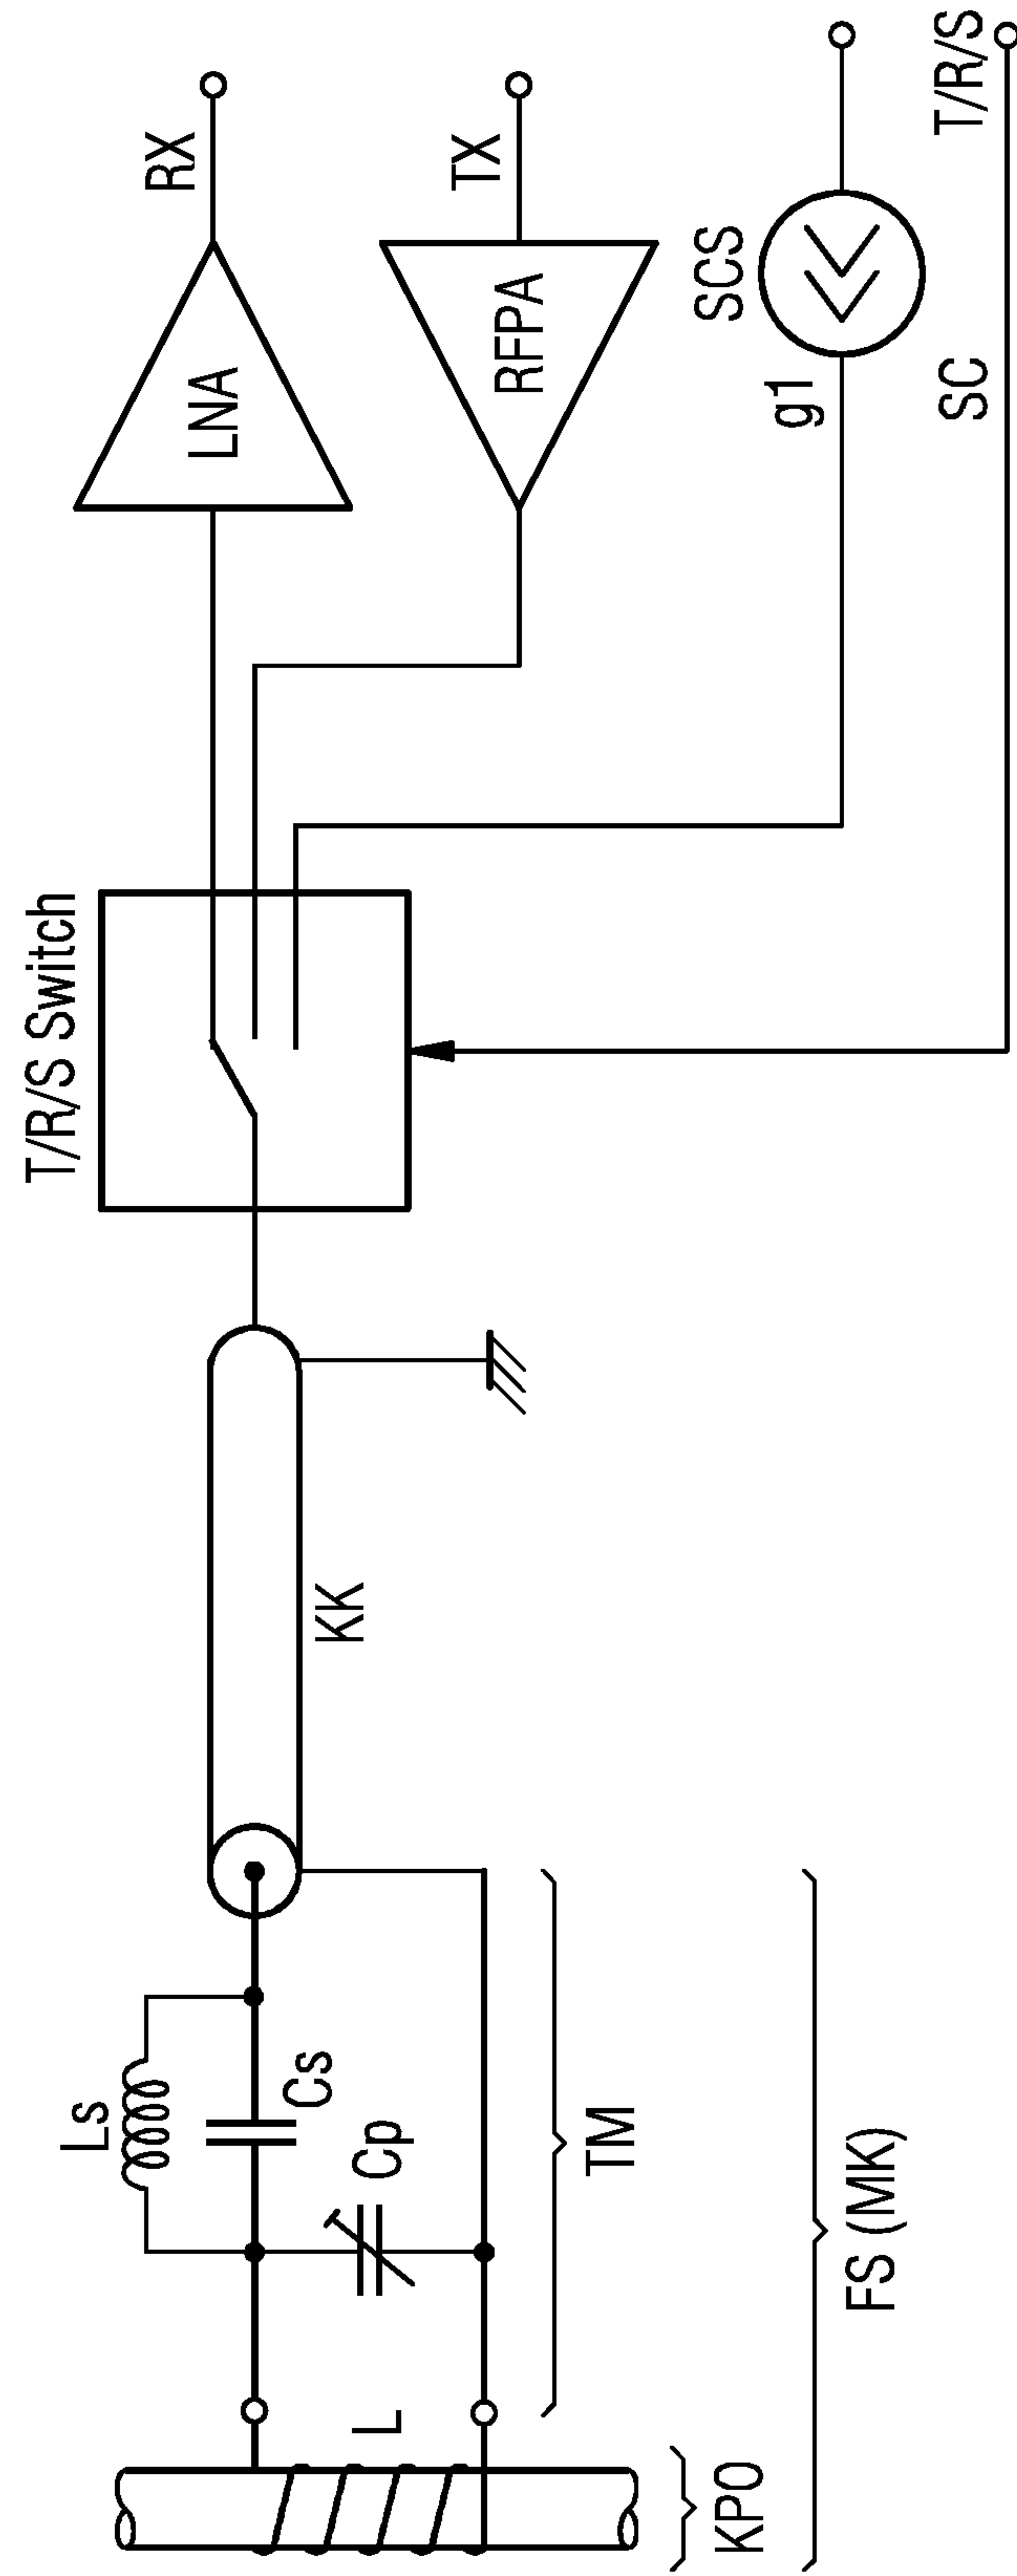 T/R/S Switch
RX
LNA
TX
RFPA
SCS
g1
T/R/S
SC
KK
Ls
Cs
Cp
TM
L
KPO
FS (MK)